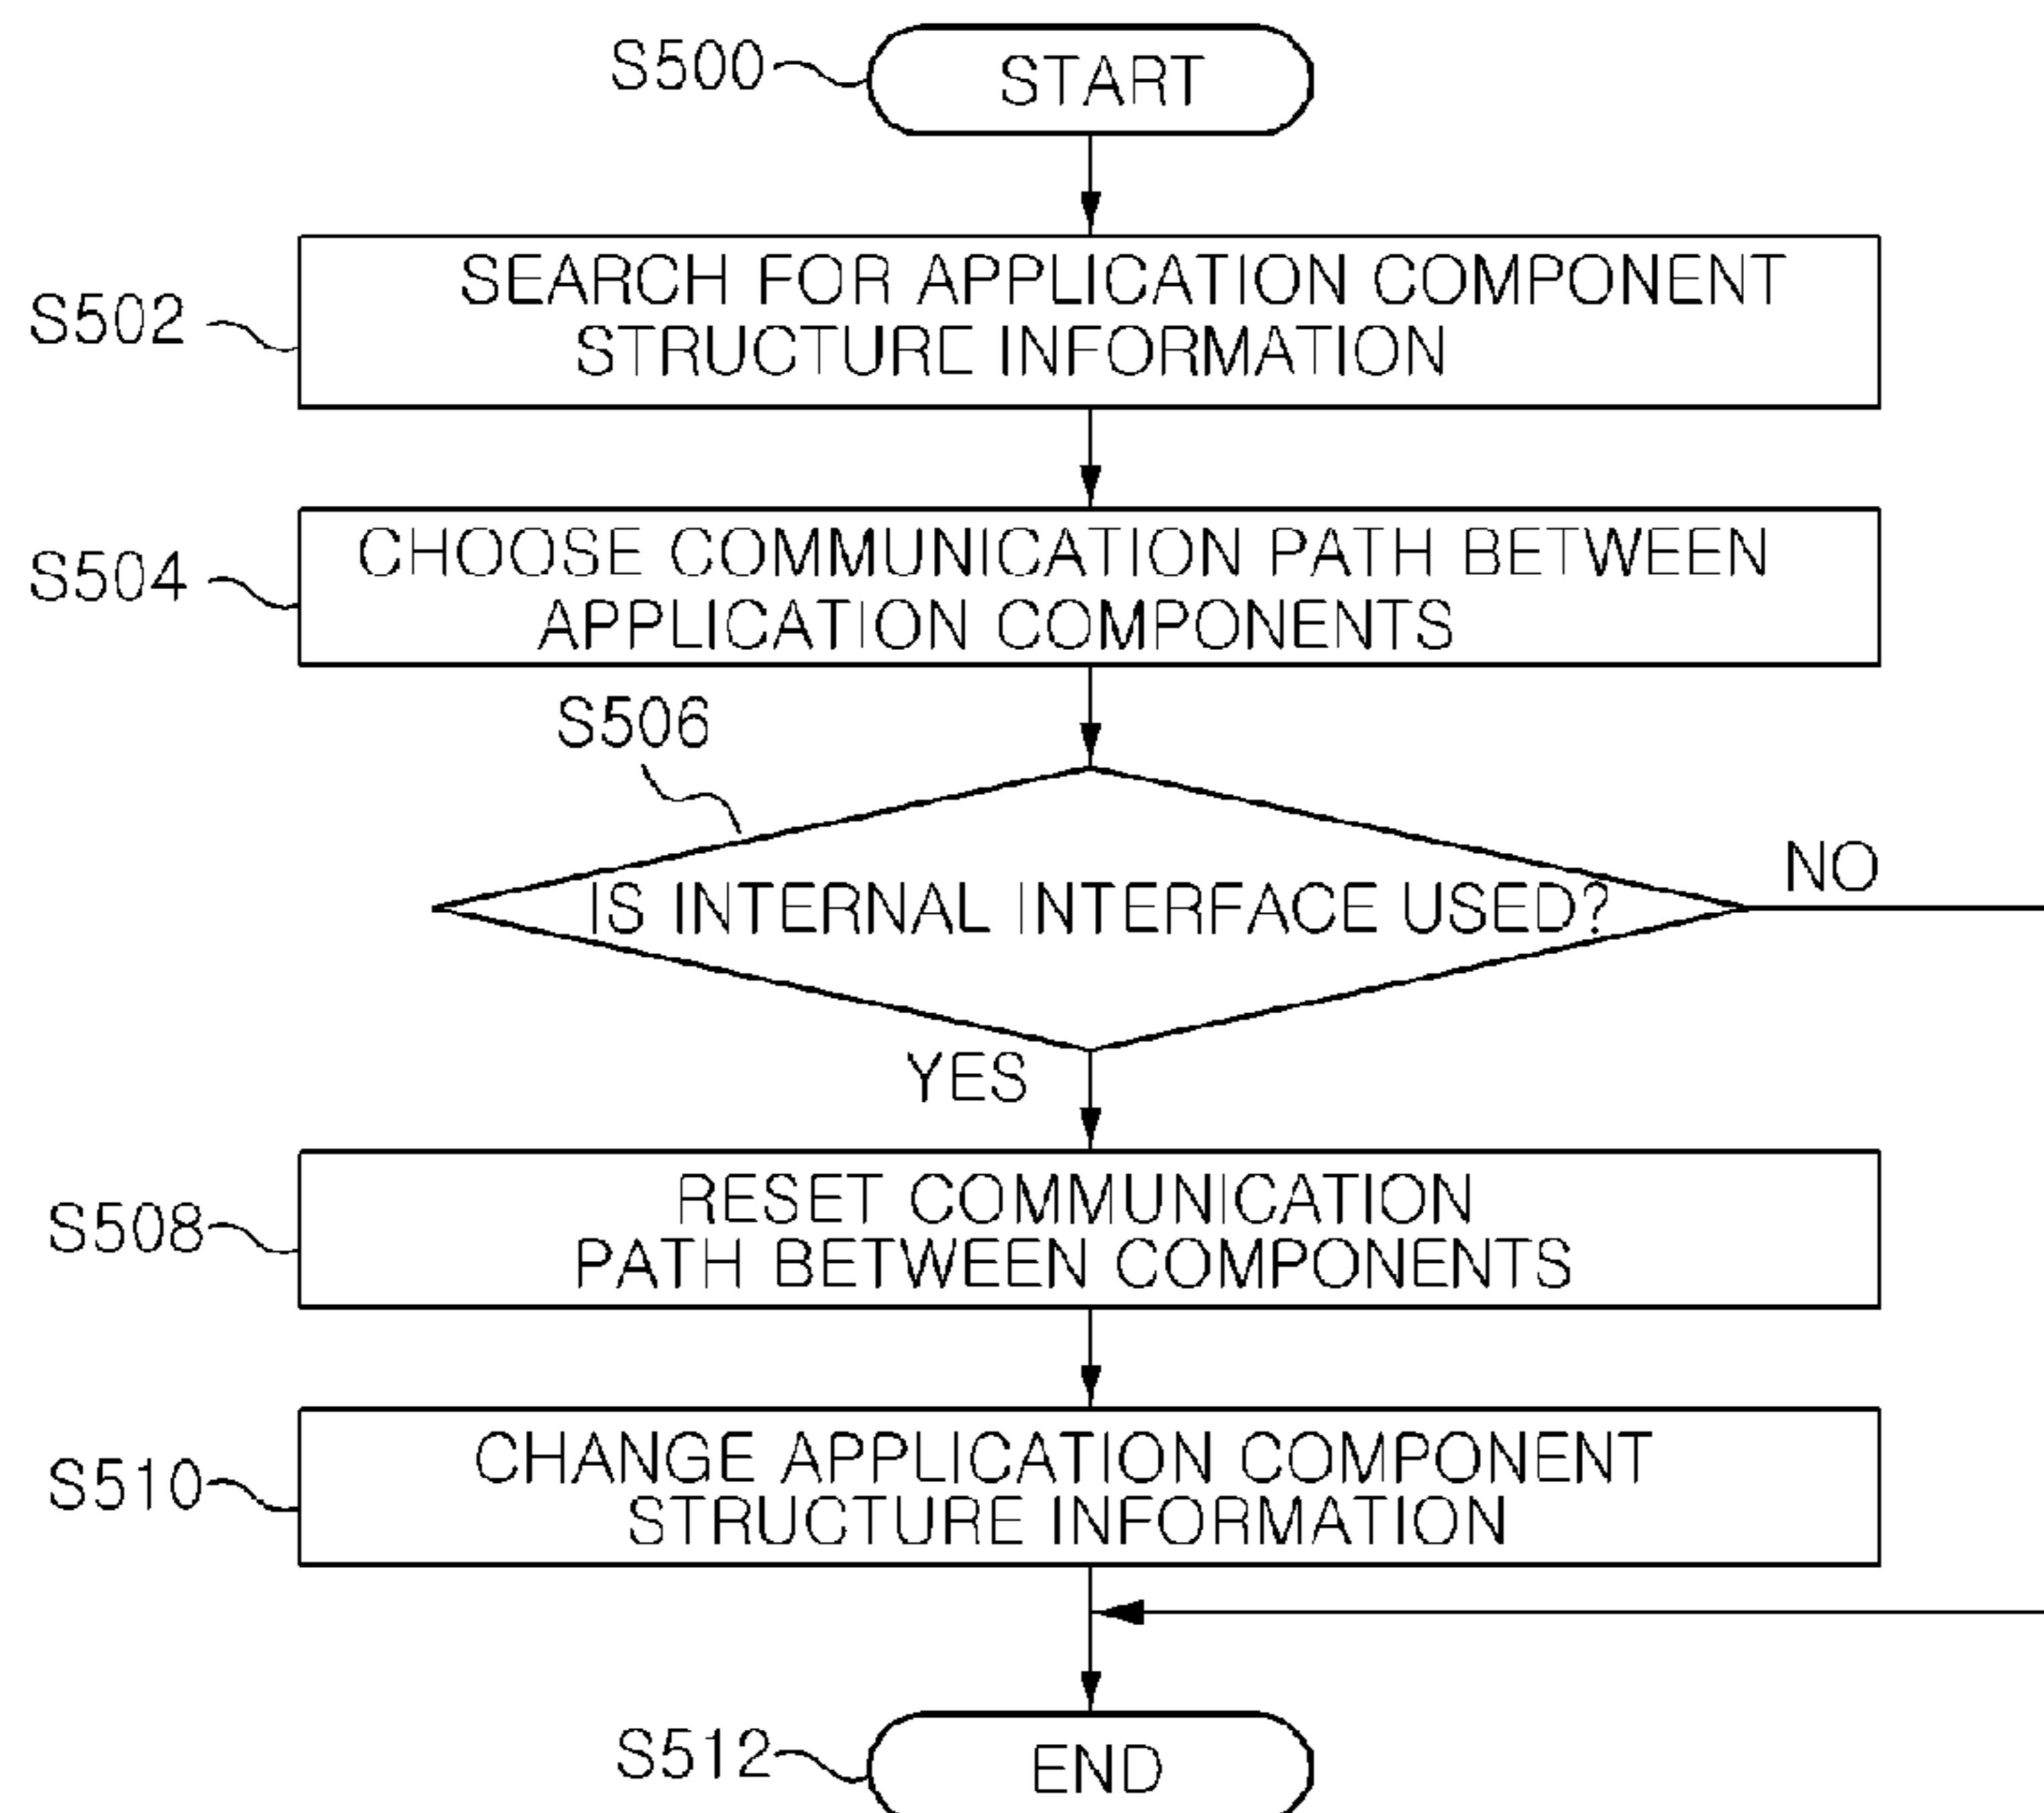 S500
START
SEARCH FOR APPLICATION COMPONENT
STRUCTURE INFORMATION
S502
CHOOSE COMMUNICATION PATH BETWEEN
APPLICATION COMPONENTS
S504
S506
IS INTERNAL INTERFACE USED?
NO
YES
RESET COMMUNICATION
PATH BETWEEN COMPONENTS
S508
CHANGE APPLICATION COMPONENT
STRUCTURE INFORMATION
S510
S512
END